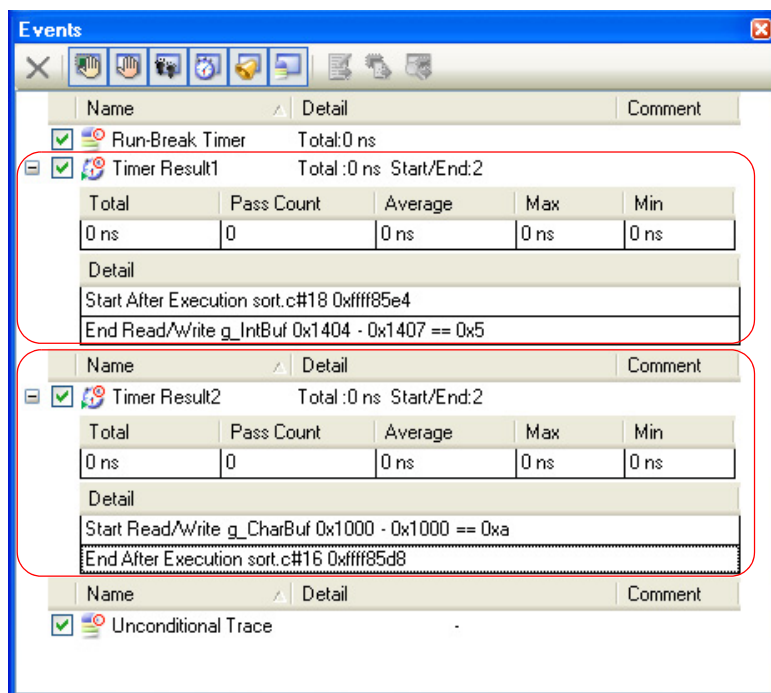 Events
Name Detail Comment
Run-Break Timer Total:0 ns
Timer Result1 Total :0 ns Start/End:2
Total Pass Count Average Max Min
0 ns 0 0 ns 0 ns 0 ns
Detail
Start After Execution sort.c#18 0xffff85e4
End Read/Write g_IntBuf 0x1404 - 0x1407 == 0x5
Name Detail Comment
Timer Result2 Total :0 ns Start/End:2
Total Pass Count Average Max Min
0 ns 0 0 ns 0 ns 0 ns
Detail
Start Read/Write g_CharBuf 0x1000 - 0x1000 == 0xa
End After Execution sort.c#16 0xffff85d8
Name Detail Comment
Unconditional Trace -